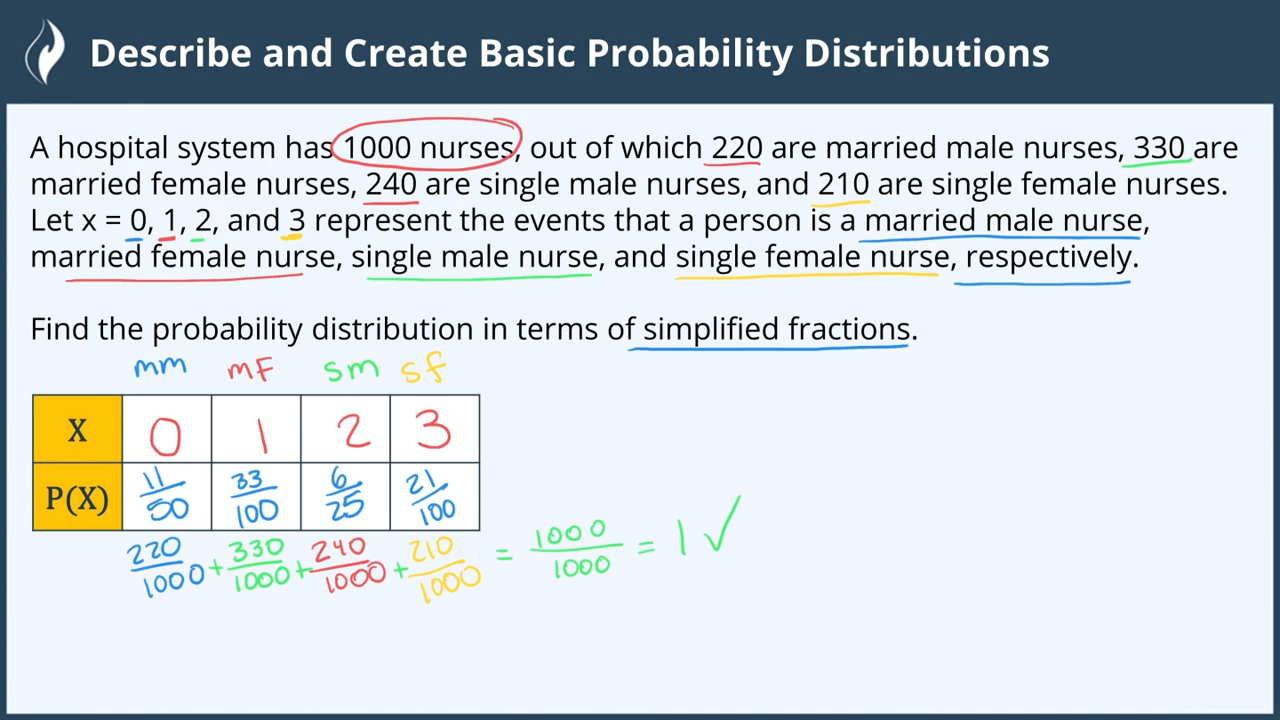 Describe and Create Basic Probability Distributions
A hospital system has 1000 nurses, out of which 220 are married male nurses, 330 are
married female nurses, 240 are single male nurses, and 210 are single female nurses.
Let x = 0, 1, 2, and 3 represent the events that a person is a married male nurse,
married female nurse, single male nurse, and single female nurse, respectively.
Find the probability distribution in terms of simplified fractions.
mm mF sm sf
X 0 1 2 3
P(X) 11/50 33/100 6/25 21/100
220/1000 + 330/1000 + 240/1000 + 210/1000 = 1000/1000 = 1 ✓